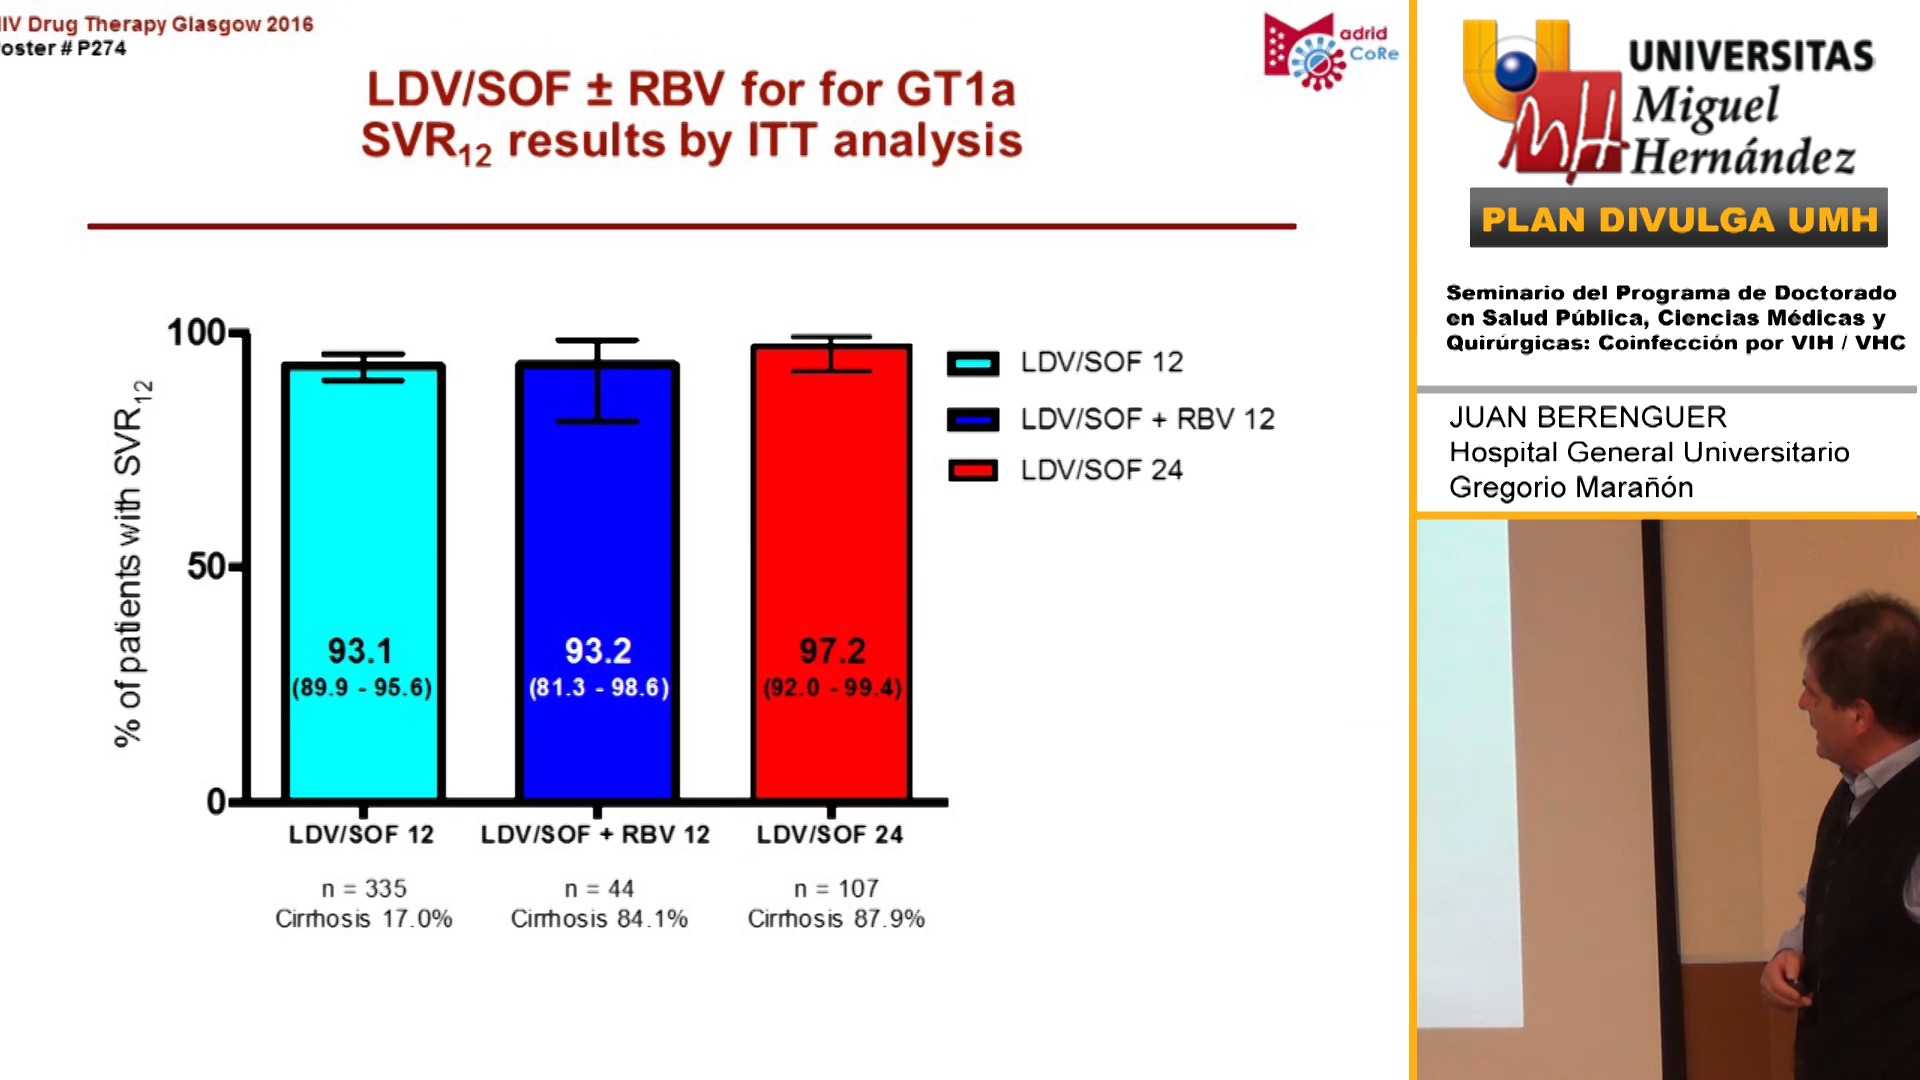 IV Drug Therapy Glasgow 2016
oster # P274
adrid
CoRe
LDV/SOF ± RBV for for GT1a
SVR12 results by ITT analysis
% of patients with SVR12
100
50
0
93.1
(89.9 - 95.6)
93.2
(81.3 - 98.6)
97.2
(92.0 - 99.4)
LDV/SOF 12
LDV/SOF + RBV 12
LDV/SOF 24
LDV/SOF 12
LDV/SOF + RBV 12
LDV/SOF 24
n = 335
n = 44
n = 107
Cirrhosis 17.0%
Cirrhosis 84.1%
Cirrhosis 87.9%
UNIVERSITAS
Miguel
Hernández
PLAN DIVULGA UMH
Seminario del Programa de Doctorado
en Salud Pública, Ciencias Médicas y
Quirúrgicas: Coinfección por VIH / VHC
JUAN BERENGUER
Hospital General Universitario
Gregorio Marañón